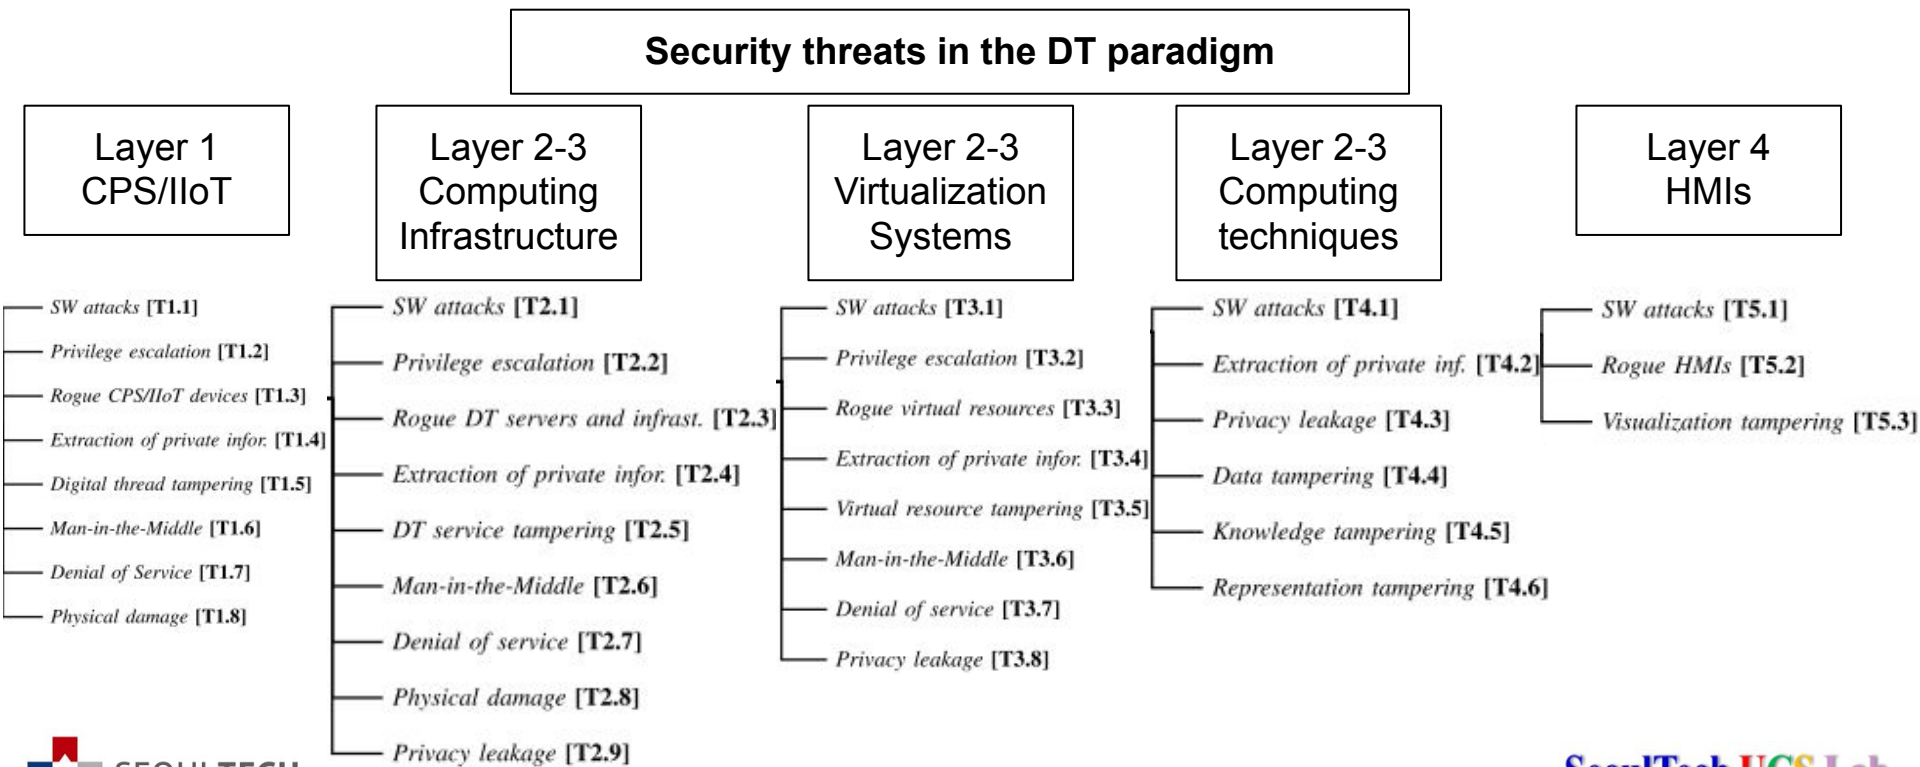 Security threats in the DT paradigm
Layer 1
CPS/IIoT
SW attacks [T1.1]
Privilege escalation [T1.2]
Rogue CPS/IIoT devices [T1.3]
Extraction of private infor. [T1.4]
Digital thread tampering [T1.5]
Man-in-the-Middle [T1.6]
Denial of Service [T1.7]
Physical damage [T1.8]
Layer 2-3
Computing
Infrastructure
SW attacks [T2.1]
Privilege escalation [T2.2]
Rogue DT servers and infrast. [T2.3]
Extraction of private infor. [T2.4]
DT service tampering [T2.5]
Man-in-the-Middle [T2.6]
Denial of service [T2.7]
Physical damage [T2.8]
Privacy leakage [T2.9]
Layer 2-3
Virtualization
Systems
SW attacks [T3.1]
Privilege escalation [T3.2]
Rogue virtual resources [T3.3]
Extraction of private infor. [T3.4]
Virtual resource tampering [T3.5]
Man-in-the-Middle [T3.6]
Denial of service [T3.7]
Privacy leakage [T3.8]
Layer 2-3
Computing
techniques
SW attacks [T4.1]
Extraction of private inf. [T4.2]
Privacy leakage [T4.3]
Data tampering [T4.4]
Knowledge tampering [T4.5]
Representation tampering [T4.6]
Layer 4
HMIs
SW attacks [T5.1]
Rogue HMIs [T5.2]
Visualization tampering [T5.3]
SEOULTECH
SeoulTech UCS Lab